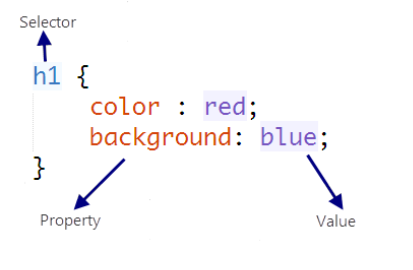 Selector
h1 {
color : red;
background: blue;
}
Property
Value